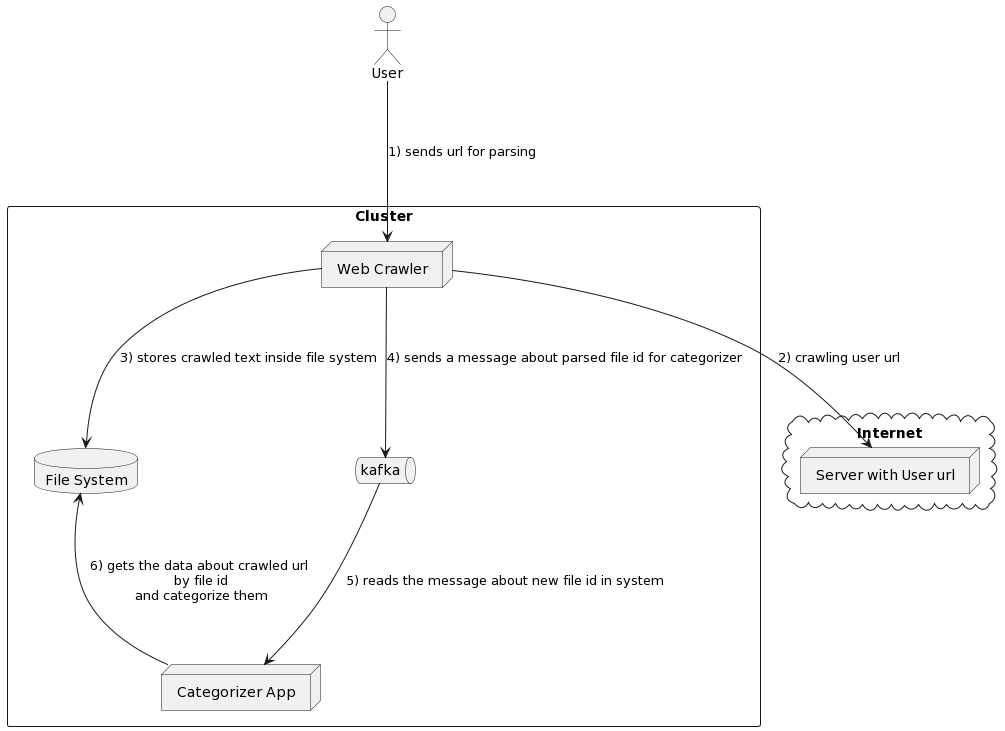 User
1) sends url for parsing
Cluster
Web Crawler
3) stores crawled text inside file system
4) sends a message about parsed file id for categorizer
2) crawling user url
Internet
File System
kafka
Server with User url
6) gets the data about crawled url
by file id
and categorize them
5) reads the message about new file id in system
Categorizer App